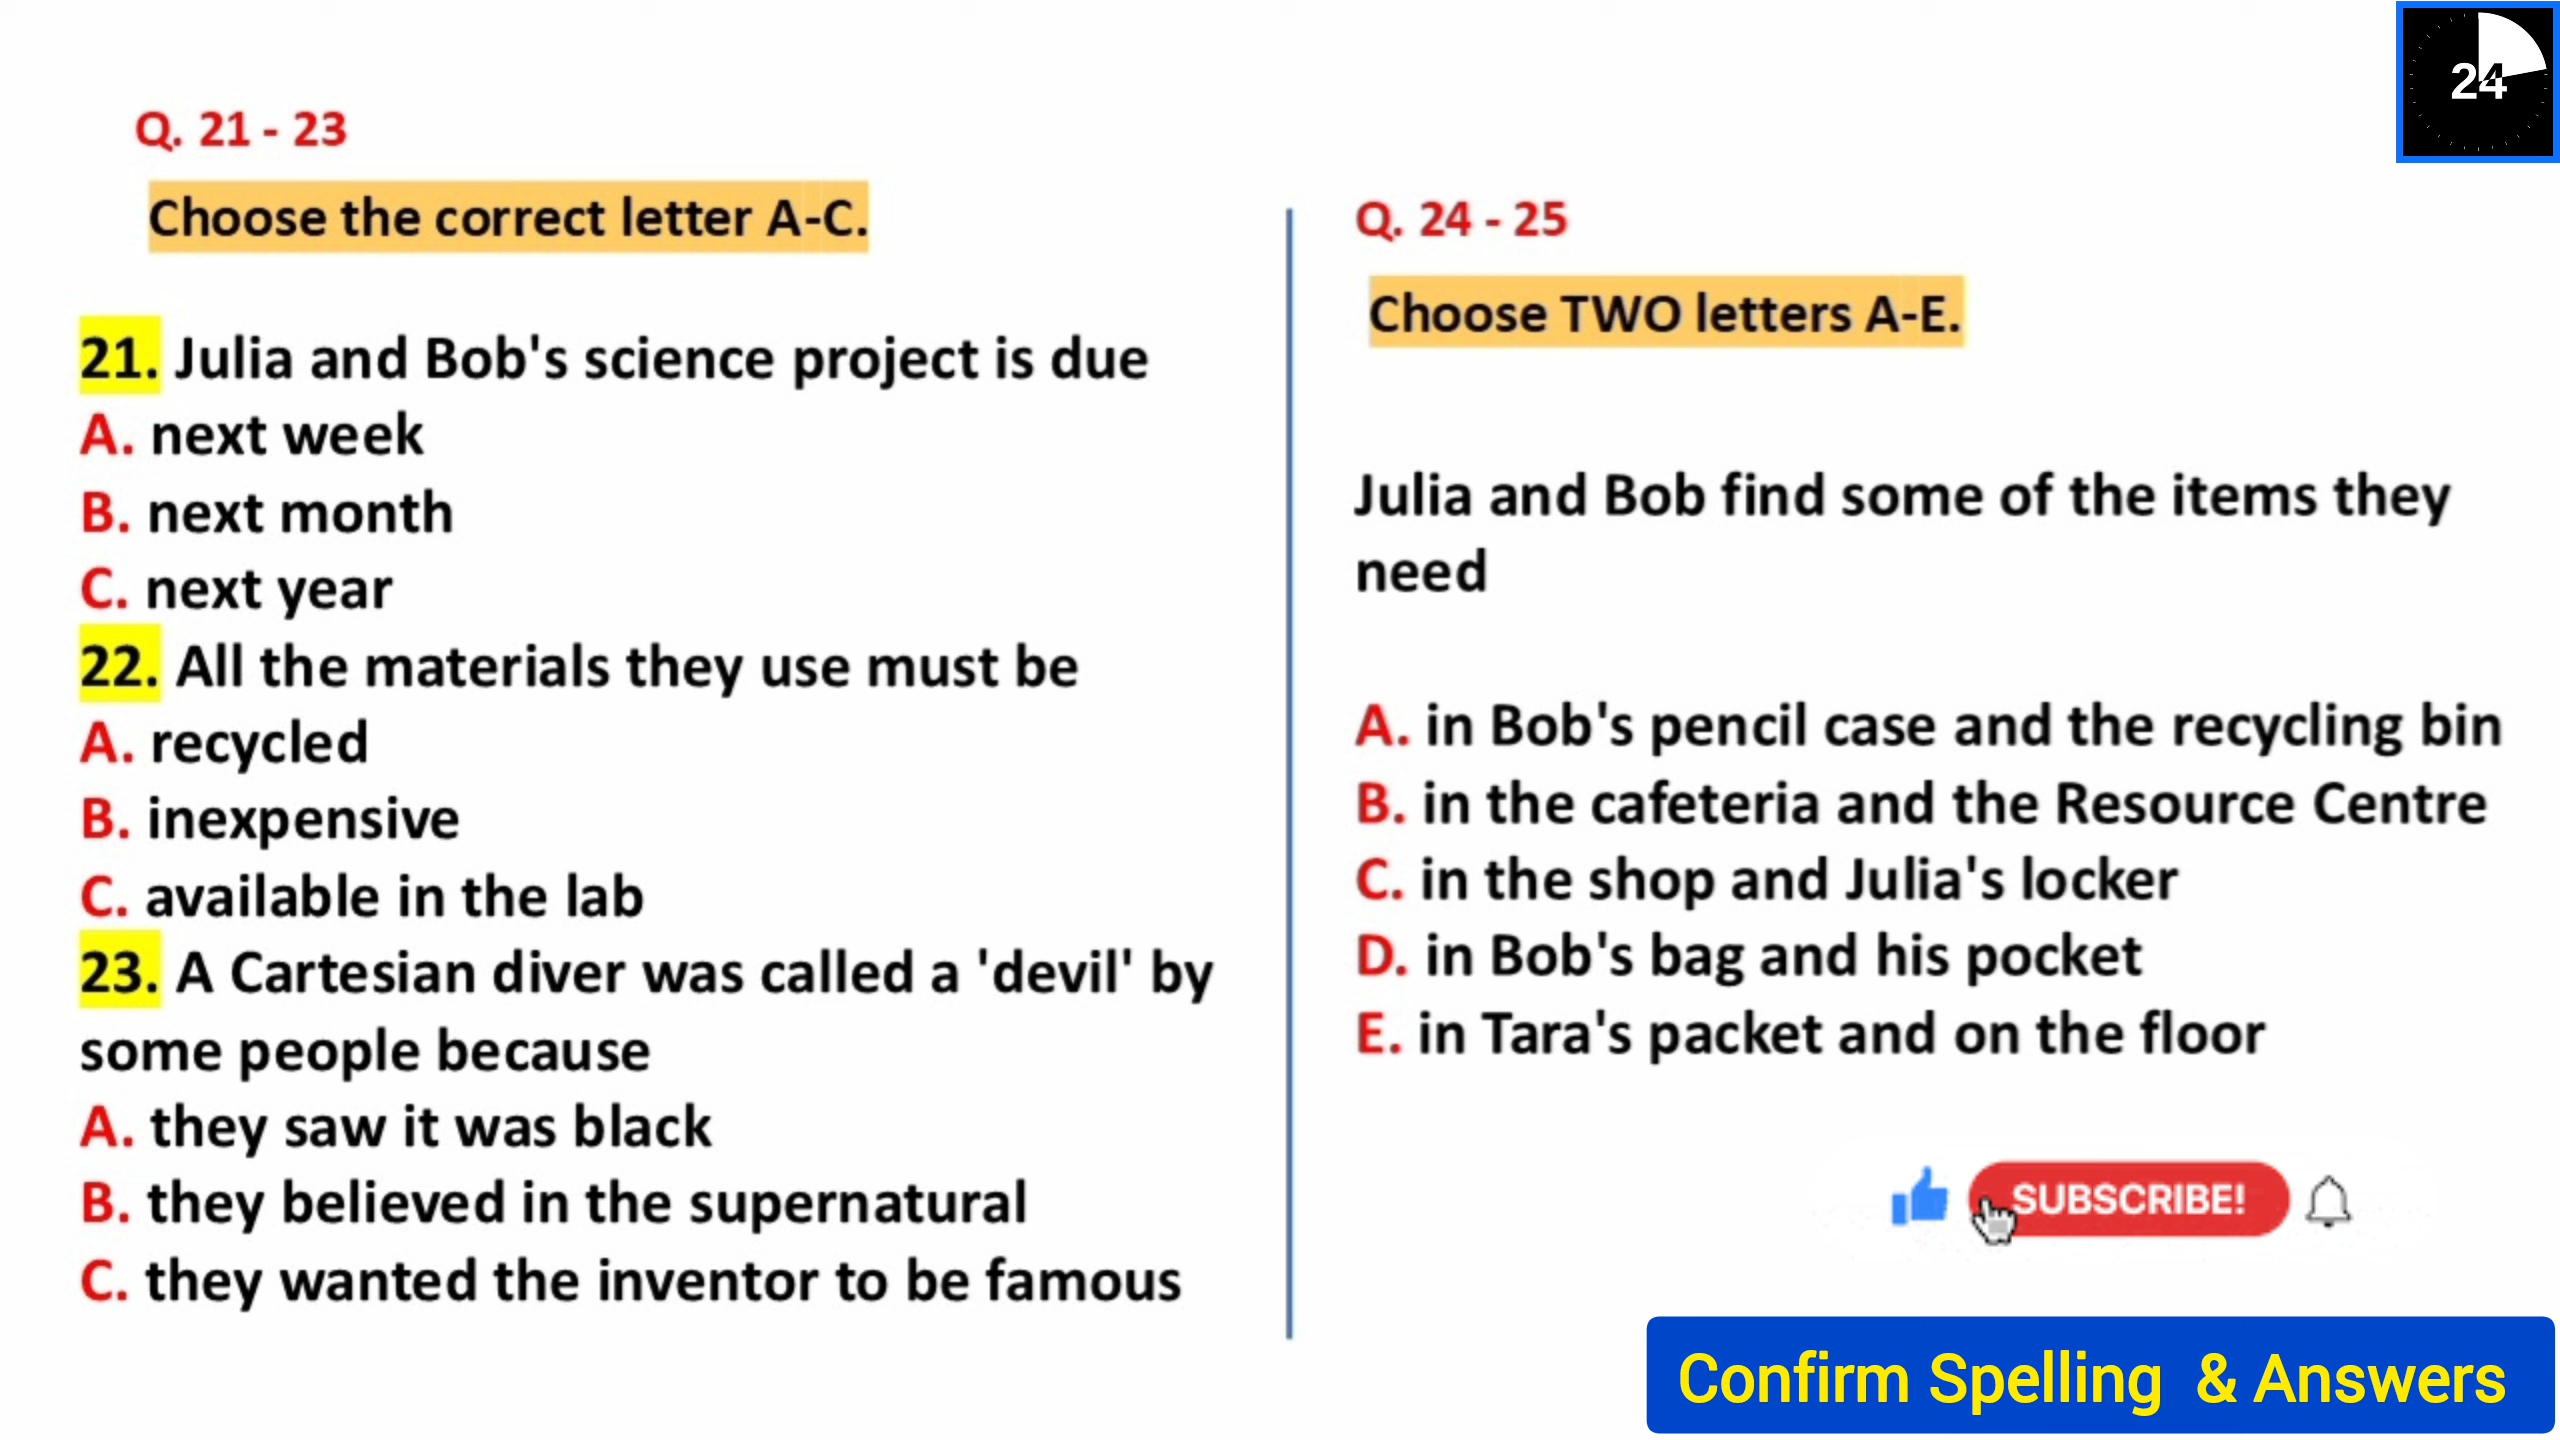 Q. 21 - 23
Choose the correct letter A-C.
21. Julia and Bob's science project is due
A. next week
B. next month
C. next year
22. All the materials they use must be
A. recycled
B. inexpensive
C. available in the lab
23. A Cartesian diver was called a 'devil' by
some people because
A. they saw it was black
B. they believed in the supernatural
C. they wanted the inventor to be famous
24
Q. 24 - 25
Choose TWO letters A-E.
Julia and Bob find some of the items they
need
A. in Bob's pencil case and the recycling bin
B. in the cafeteria and the Resource Centre
C. in the shop and Julia's locker
D. in Bob's bag and his pocket
E. in Tara's packet and on the floor
SUBSCRIBE!
Confirm Spelling & Answers